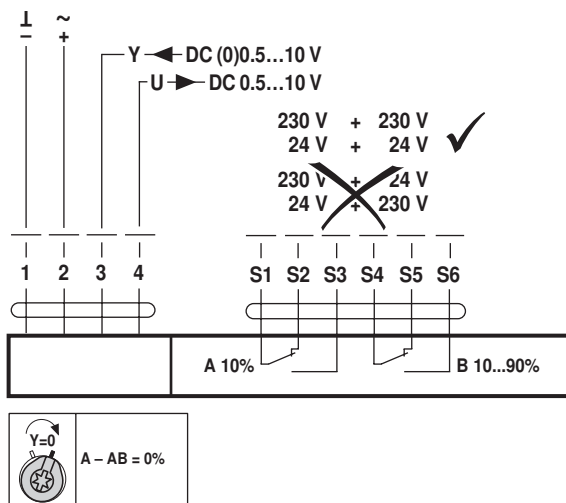 ⊥ ~
− +
Y DC (0)0.5...10 V
U DC 0.5...10 V
230 V + 230 V
24 V + 24 V ✓
230 V + 24 V
24 V + 230 V
1 2 3 4 S1 S2 S3 S4 S5 S6
A 10% B 10...90%
Y=0
A – AB = 0%